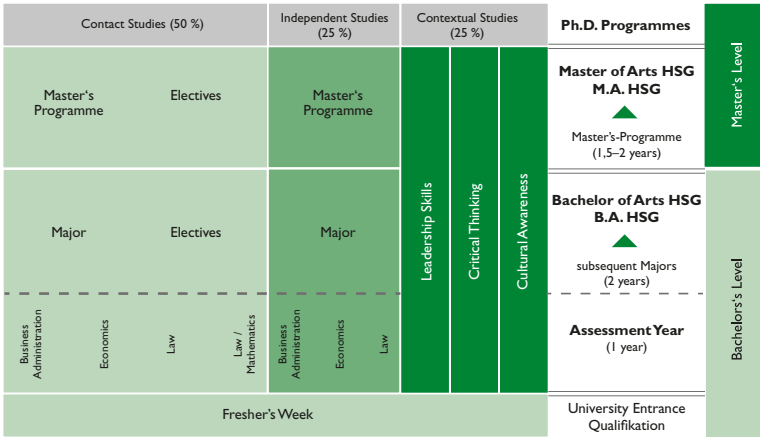 Contact Studies (50 %)
Independent Studies
(25 %)
Contextual Studies
(25 %)
Ph.D. Programmes
Master's
Programme
Electives
Master's
Programme
Master of Arts HSG
M.A. HSG
Master's-Programme
(1,5–2 years)
Master's Level
Major
Electives
Major
Leadership Skills
Critical Thinking
Cultural Awareness
Bachelor of Arts HSG
B.A. HSG
subsequent Majors
(2 years)
Bachelors's Level
Business
Administration
Economics
Law
Law /
Mathematics
Business
Administration
Economics
Law
Assessment Year
(1 year)
Fresher's Week
University Entrance
Qualifikation